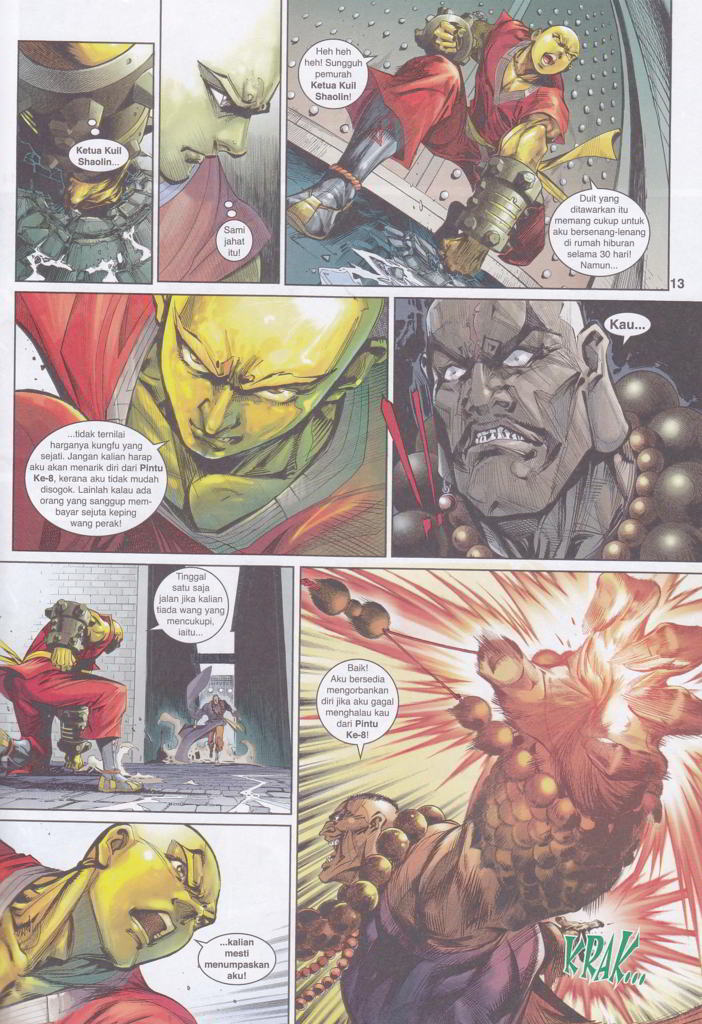 Ketua Kuil
Shaolin...
Sami
jahat
itu!
Heh heh
heh! Sungguh
pemurah
Ketua Kuil
Shaolin!
Duit yang
ditawarkan itu
memang cukup untuk
aku bersenang-lenang
di rumah hiburan
selama 30 hari!
Namun...
13
...tidak ternilai
harganya kungfu yang
sejati. Jangan kalian harap
aku akan menarik diri dari Pintu
Ke-8, kerana aku tidak mudah
disogok. Lainlah kalau ada
orang yang sanggup mem-
bayar sejuta keping
wang perak!
Kau...
Tinggal
satu saja
jalan jika kalian
tiada wang yang
mencukupi,
iaitu...
...kalian
mesti
menumpaskan
aku!
Baik!
Aku bersedia
mengorbankan
diri jika aku gagal
menghalau kau
dari Pintu
Ke-8!
KRAK...